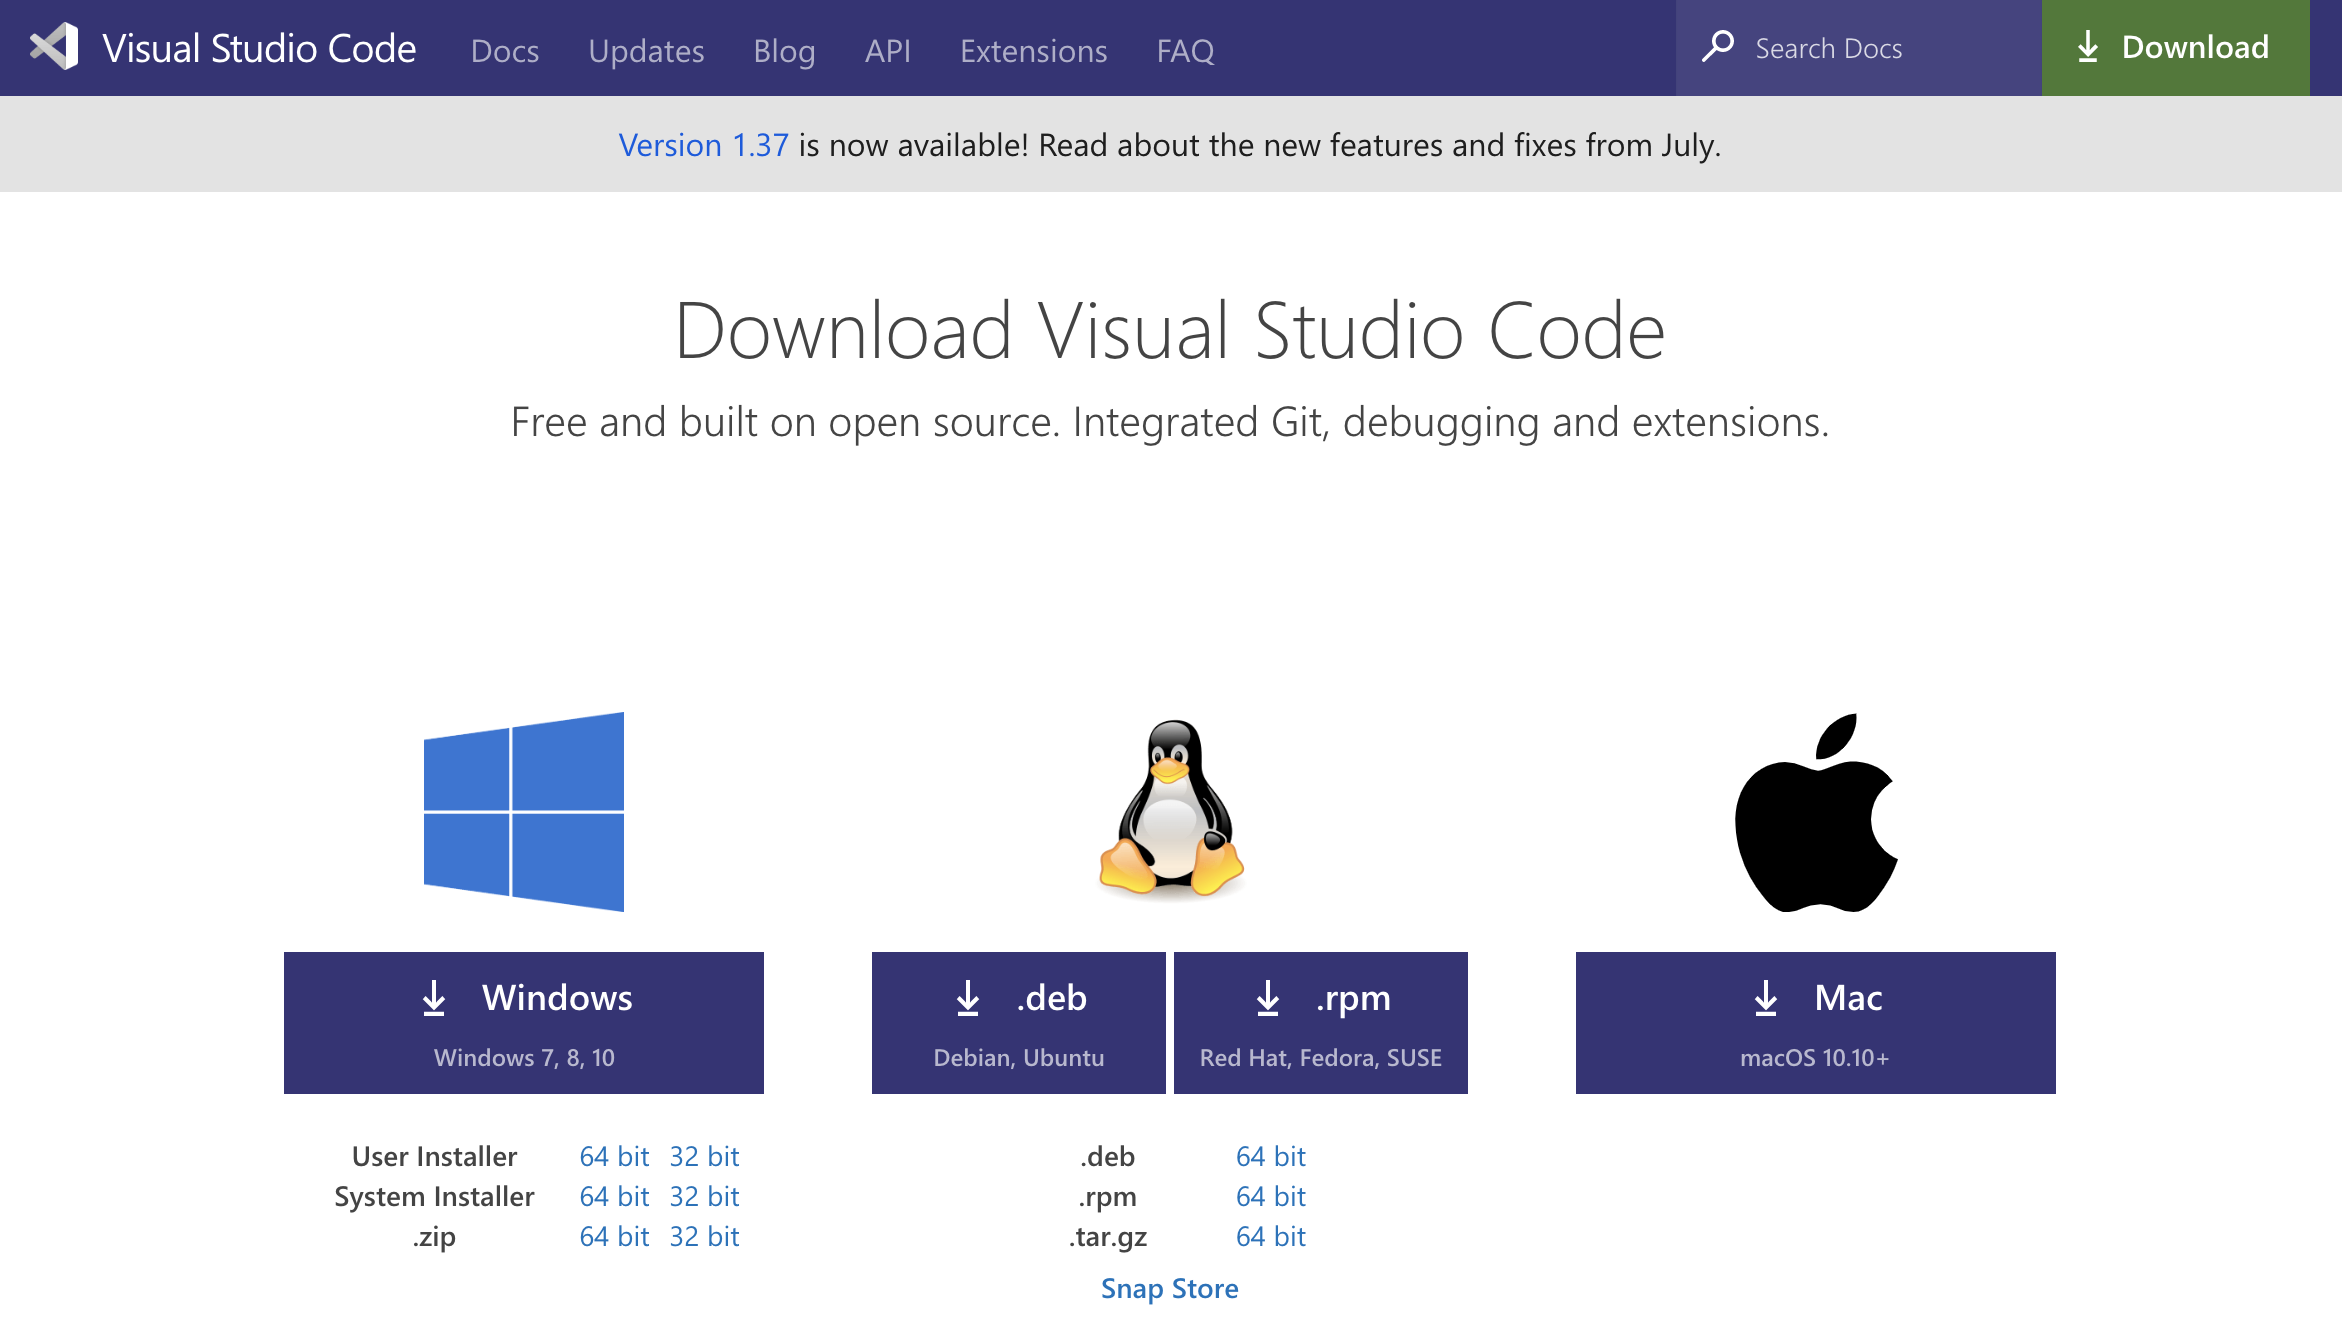 Visual Studio Code Docs Updates Blog API Extensions FAQ Search Docs Download
Version 1.37 is now available! Read about the new features and fixes from July.
Download Visual Studio Code
Free and built on open source. Integrated Git, debugging and extensions.
Windows
Windows 7, 8, 10
User Installer 64 bit 32 bit
System Installer 64 bit 32 bit
.zip 64 bit 32 bit
.deb
Debian, Ubuntu
.rpm
Red Hat, Fedora, SUSE
.deb 64 bit
.rpm 64 bit
.tar.gz 64 bit
Snap Store
Mac
macOS 10.10+